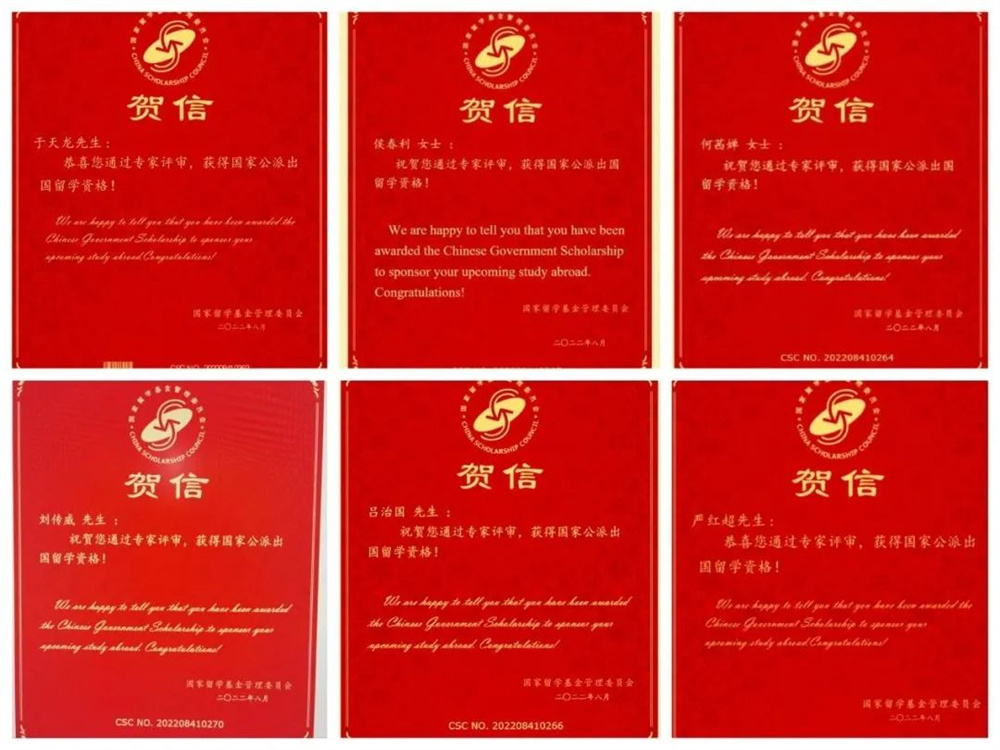 CHINA SCHOLARSHIP COUNCIL
贺信
于天龙先生：
恭喜您通过专家评审，获得国家公派出
国留学资格！
We are happy to tell you that you have been awarded the
Chinese Government Scholarship to sponsor your
upcoming study abroad.Congratulations!
国家留学基金管理委员会
二〇二二年八月
CHINA SCHOLARSHIP COUNCIL
贺信
侯春利 女士 ：
祝贺您通过专家评审，获得国家公派出国
留学资格！
We are happy to tell you that you have been
awarded the Chinese Government Scholarship
to sponsor your upcoming study abroad.
Congratulations!
国家留学基金管理委员会
二〇二二年八月
CHINA SCHOLARSHIP COUNCIL
贺信
何茜婵 女士 ：
祝贺您通过专家评审，获得国家公派出国
留学资格！
We are happy to tell you that you have been awarded
the Chinese Government Scholarship to sponsor your
upcoming study abroad. Congratulations!
国家留学基金管理委员会
二〇二二年八月
CSC NO. 202208410264
国家留学基金管理委员会
CHINA SCHOLARSHIP COUNCIL
贺信
刘传威 先生 ：
祝贺您通过专家评审，获得国家公派出
国留学资格！
We are happy to tell you that you have been awarded
the Chinese Government Scholarship to sponsor your
upcoming study abroad. Congratulations!
国家留学基金管理委员会
二〇二二年八月
CSC NO. 202208410270
CHINA SCHOLARSHIP COUNCIL
贺信
吕治国 先生 ：
祝贺您通过专家评审，获得国家公派出
国留学资格！
We are happy to tell you that you have been awarded
the Chinese Government Scholarship to sponsor your
upcoming study abroad. Congratulations!
国家留学基金管理委员会
二〇二二年八月
CSC NO. 202208410266
CHINA SCHOLARSHIP COUNCIL
贺信
严红超先生：
恭喜您通过专家评审，获得国家公派出
国留学资格！
We are happy to tell you that you have been awarded the
Chinese Government Scholarship to sponsor your
upcoming study abroad.Congratulations!
国家留学基金管理委员会
二〇二二年八月